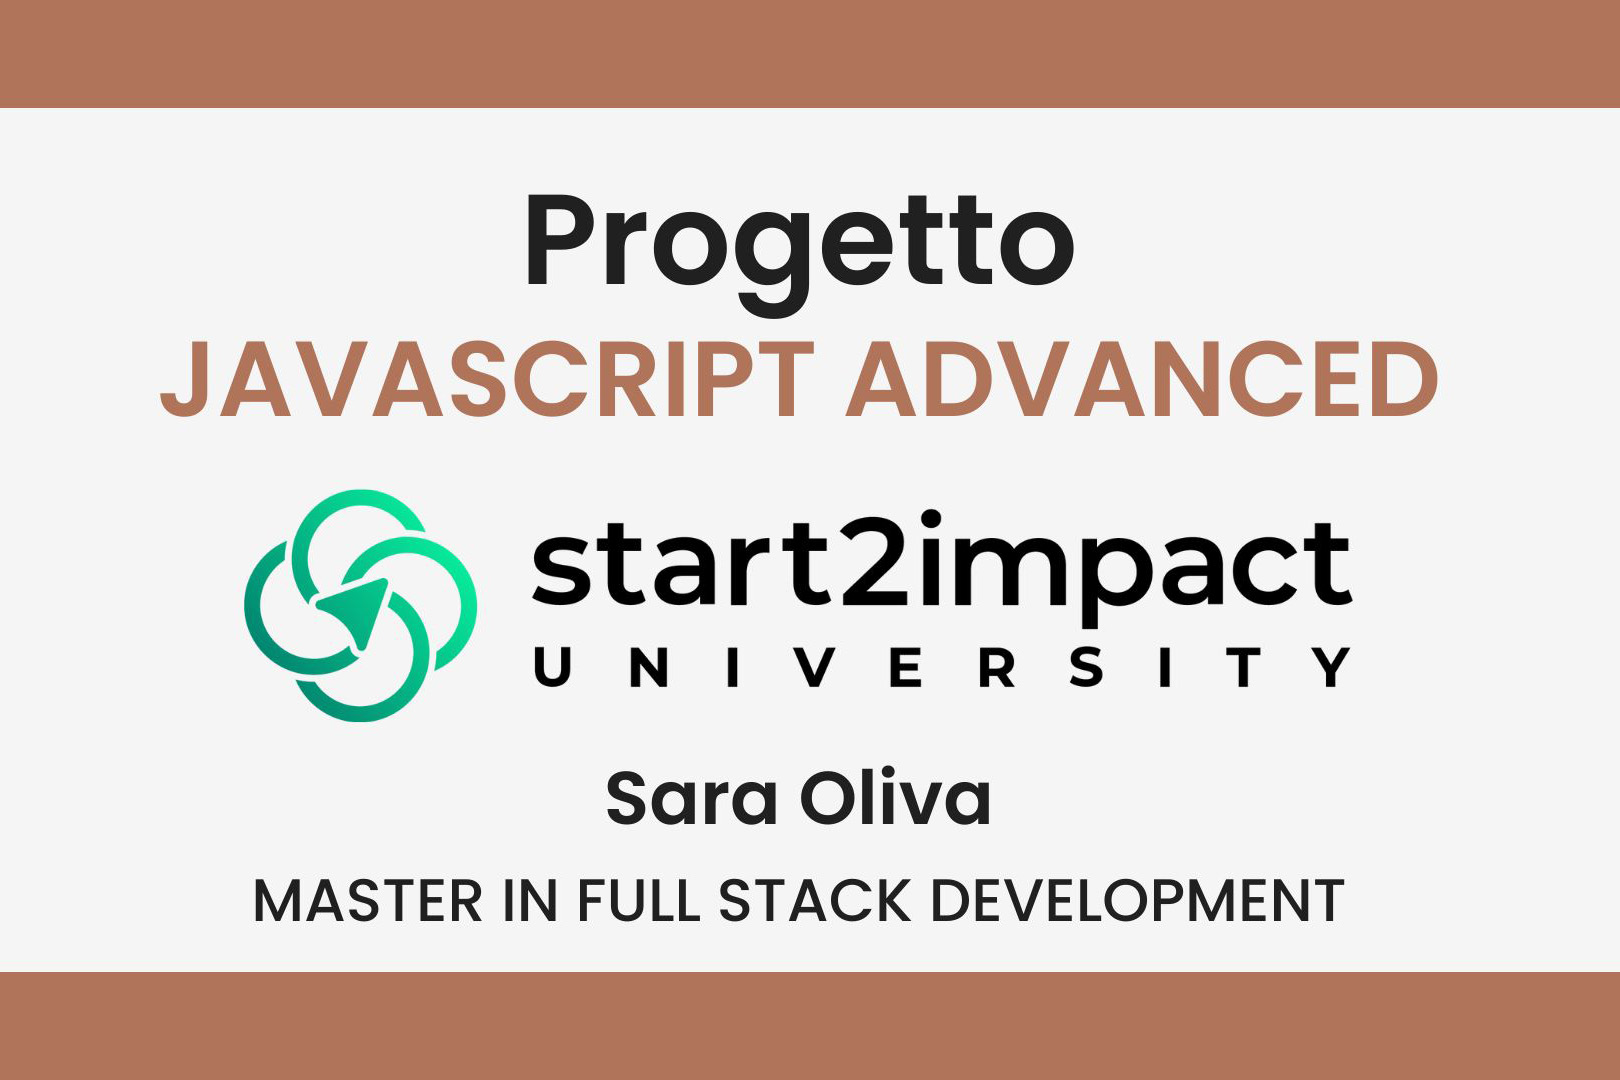 Progetto
JAVASCRIPT ADVANCED
start2impact
UNIVERSITY
Sara Oliva
MASTER IN FULL STACK DEVELOPMENT